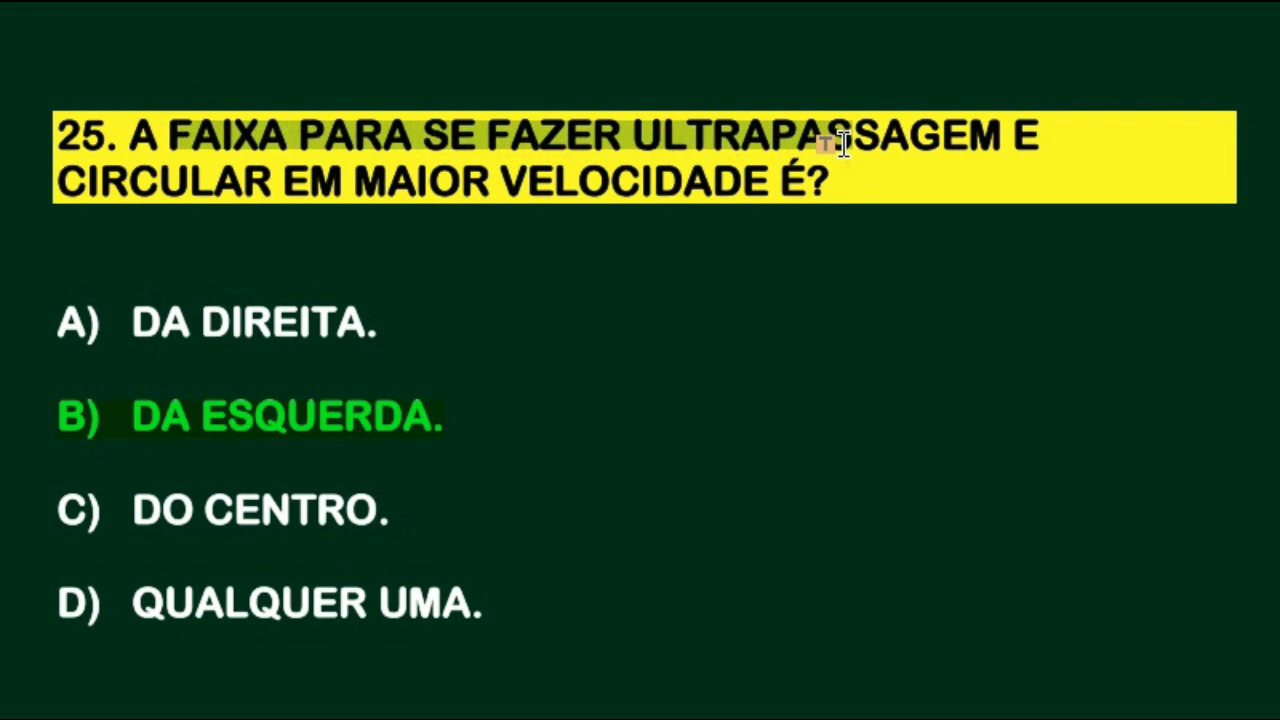 25. A FAIXA PARA SE FAZER ULTRAPASSAGEM E
CIRCULAR EM MAIOR VELOCIDADE É?
A) DA DIREITA.
B) DA ESQUERDA.
C) DO CENTRO.
D) QUALQUER UMA.